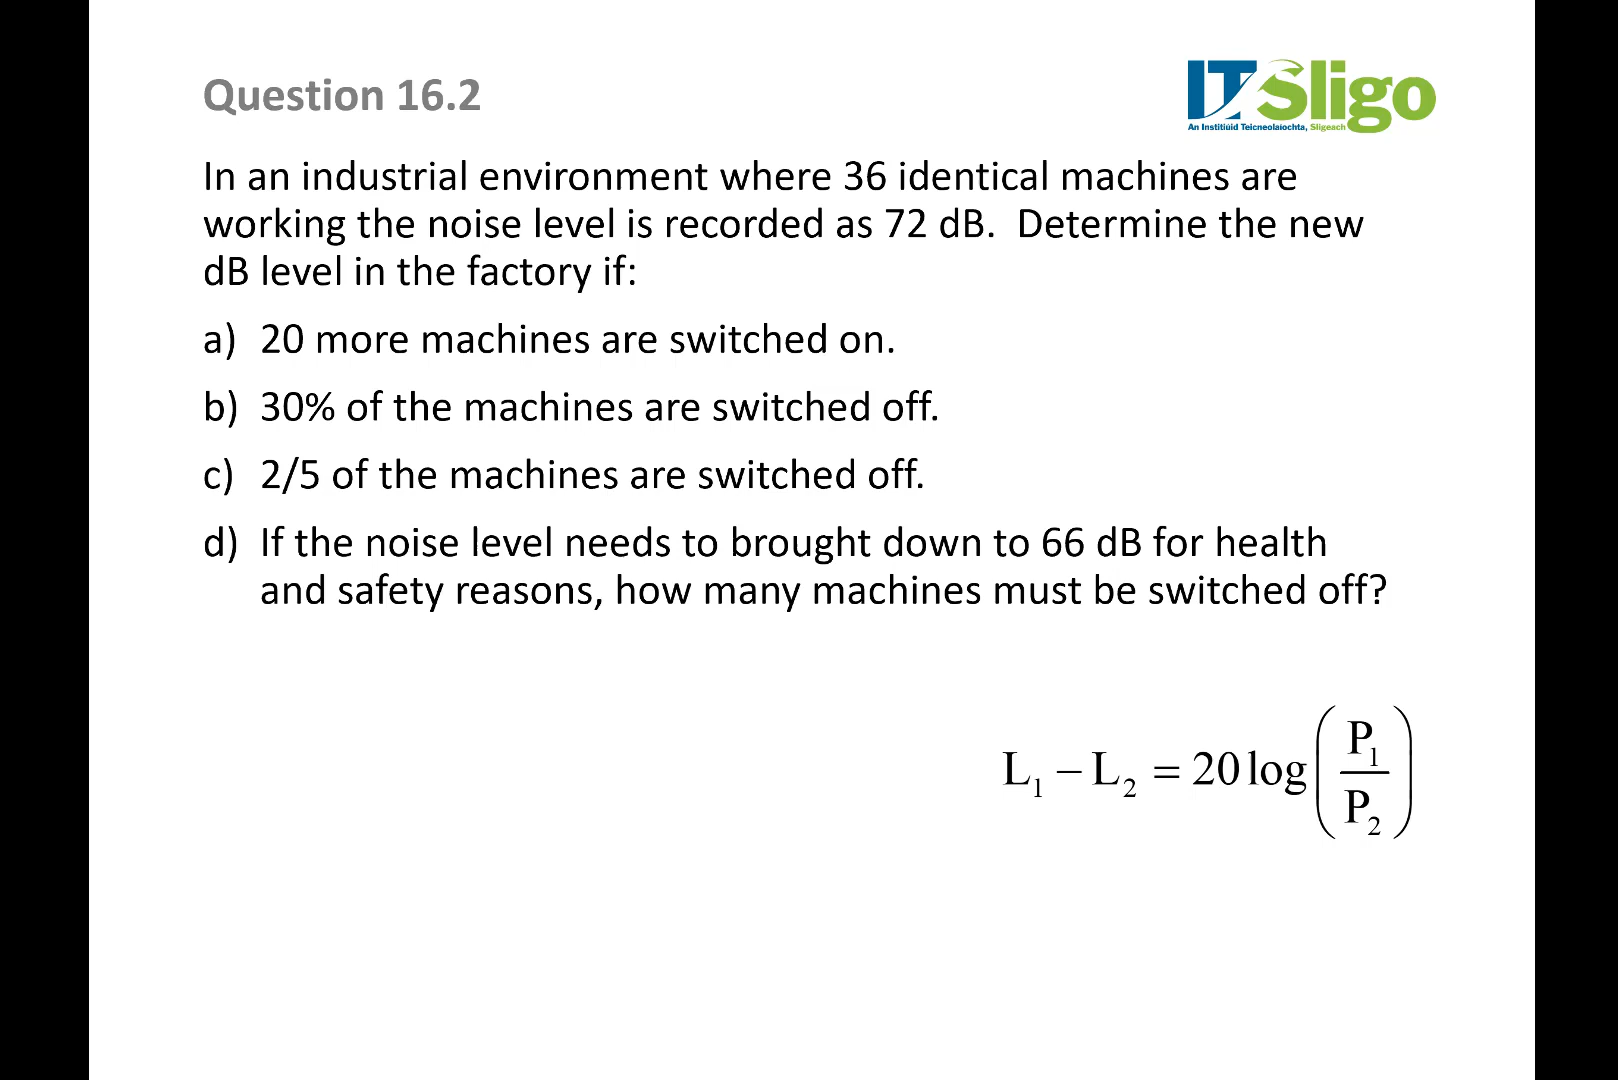 Question 16.2
ITSligo
An Institiúid Teicneolaíochta, Sligeach
In an industrial environment where 36 identical machines are
working the noise level is recorded as 72 dB.  Determine the new
dB level in the factory if:
a) 20 more machines are switched on.
b) 30% of the machines are switched off.
c) 2/5 of the machines are switched off.
d) If the noise level needs to brought down to 66 dB for health
and safety reasons, how many machines must be switched off?
L₁ − L₂ = 20 log(P₁/P₂)